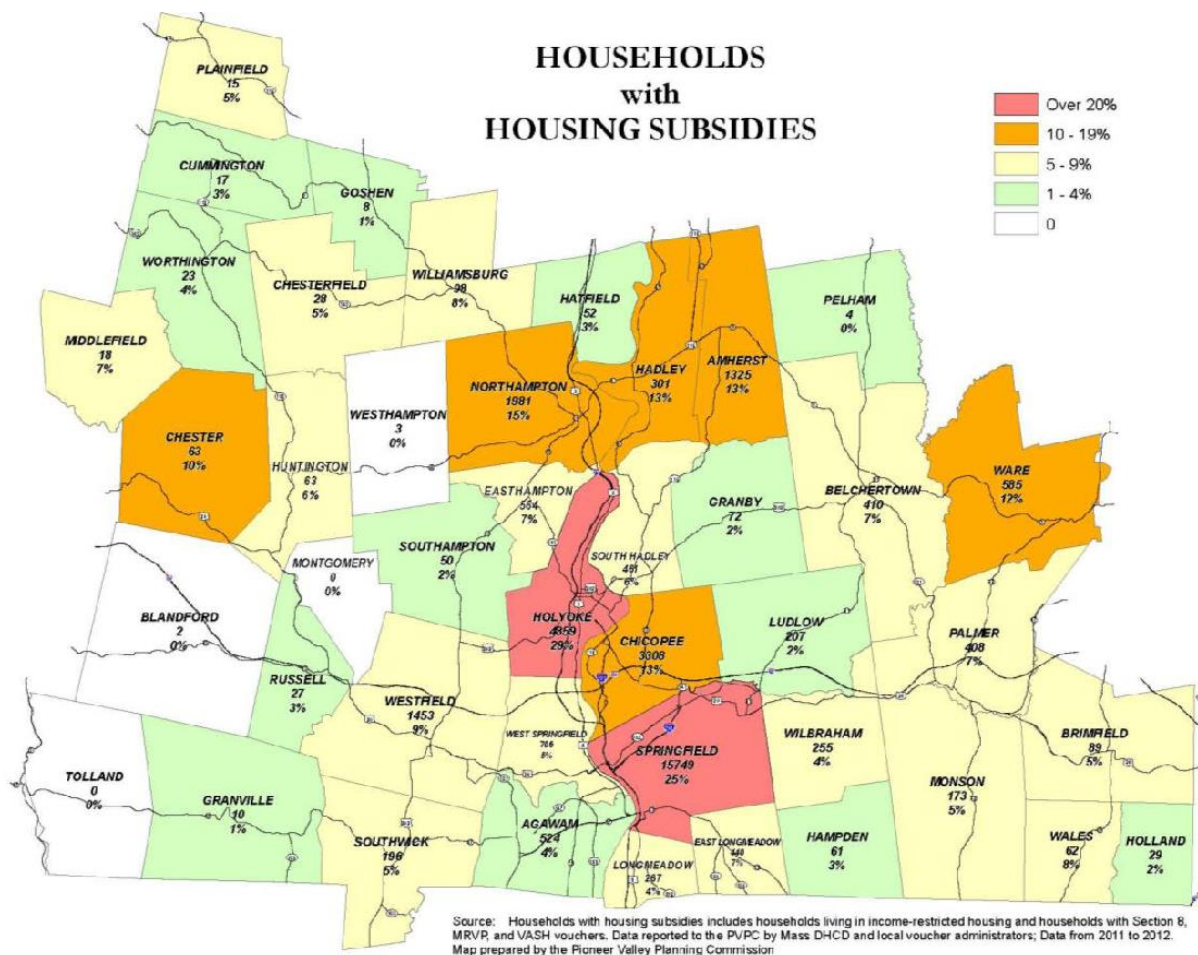 HOUSEHOLDS
with
HOUSING SUBSIDIES
Over 20%
10 - 19%
5 - 9%
1 - 4%
0
PLAINFIELD
15
5%
CUMMINGTON
17
3%
GOSHEN
8
1%
WORTHINGTON
23
4%
CHESTERFIELD
28
5%
WILLIAMSBURG
98
8%
HATFIELD
52
3%
PELHAM
4
0%
MIDDLEFIELD
18
7%
NORTHAMPTON
1981
15%
HADLEY
301
13%
AMHERST
1325
13%
WESTHAMPTON
3
0%
CHESTER
63
10%
HUNTINGTON
63
6%
WARE
585
12%
EASTHAMPTON
564
7%
GRANBY
72
2%
BELCHERTOWN
410
7%
SOUTHAMPTON
50
2%
SOUTH HADLEY
6%
MONTGOMERY
0
0%
BLANDFORD
2
0%
HOLYOKE
4859
29%
CHICOPEE
3308
13%
LUDLOW
207
2%
PALMER
408
7%
RUSSELL
27
3%
WESTFIELD
1453
9%
WEST SPRINGFIELD
SPRINGFIELD
15749
25%
WILBRAHAM
255
4%
BRIMFIELD
89
5%
TOLLAND
0
0%
GRANVILLE
10
1%
MONSON
173
5%
SOUTHWICK
196
5%
AGAWAM
524
4%
LONGMEADOW
267
4%
EAST LONGMEADOW
7%
HAMPDEN
61
3%
WALES
62
8%
HOLLAND
29
2%
Source: Households with housing subsidies includes households living in income-restricted housing and households with Section 8,
MRVP, and VASH vouchers. Data reported to the PVPC by Mass DHCD and local voucher administrators; Data from 2011 to 2012.
Map prepared by the Pioneer Valley Planning Commission